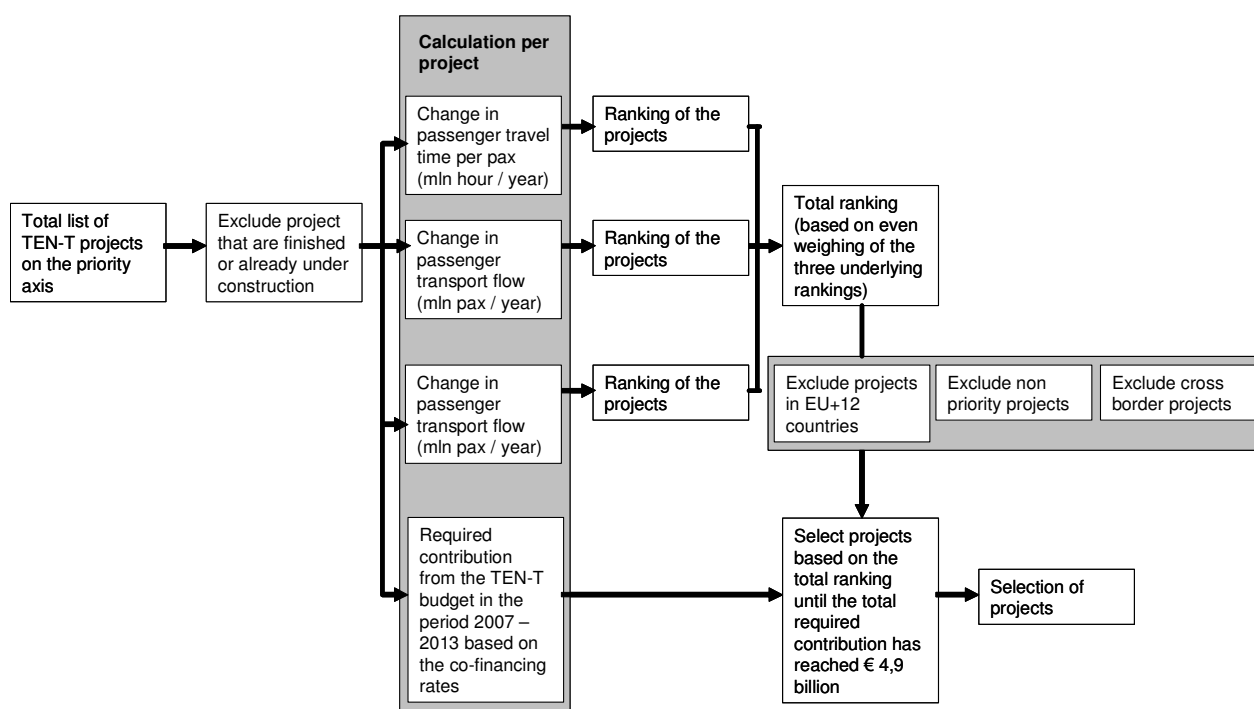 Calculation per
project
Change in
passenger travel
time per pax
(mln hour / year)
Ranking of the
projects
Total list of
TEN-T projects
on the priority
axis
Exclude project
that are finished
or already under
construction
Change in
passenger
transport flow
(mln pax / year)
Ranking of the
projects
Total ranking
(based on even
weighing of the
three underlying
rankings)
Change in
passenger
transport flow
(mln pax / year)
Ranking of the
projects
Exclude projects
in EU+12
countries
Exclude non
priority projects
Exclude cross
border projects
Required
contribution
from the TEN-T
budget in the
period 2007 –
2013 based on
the co-financing
rates
Select projects
based on the
total ranking
until the total
required
contribution has
reached € 4,9
billion
Selection of
projects